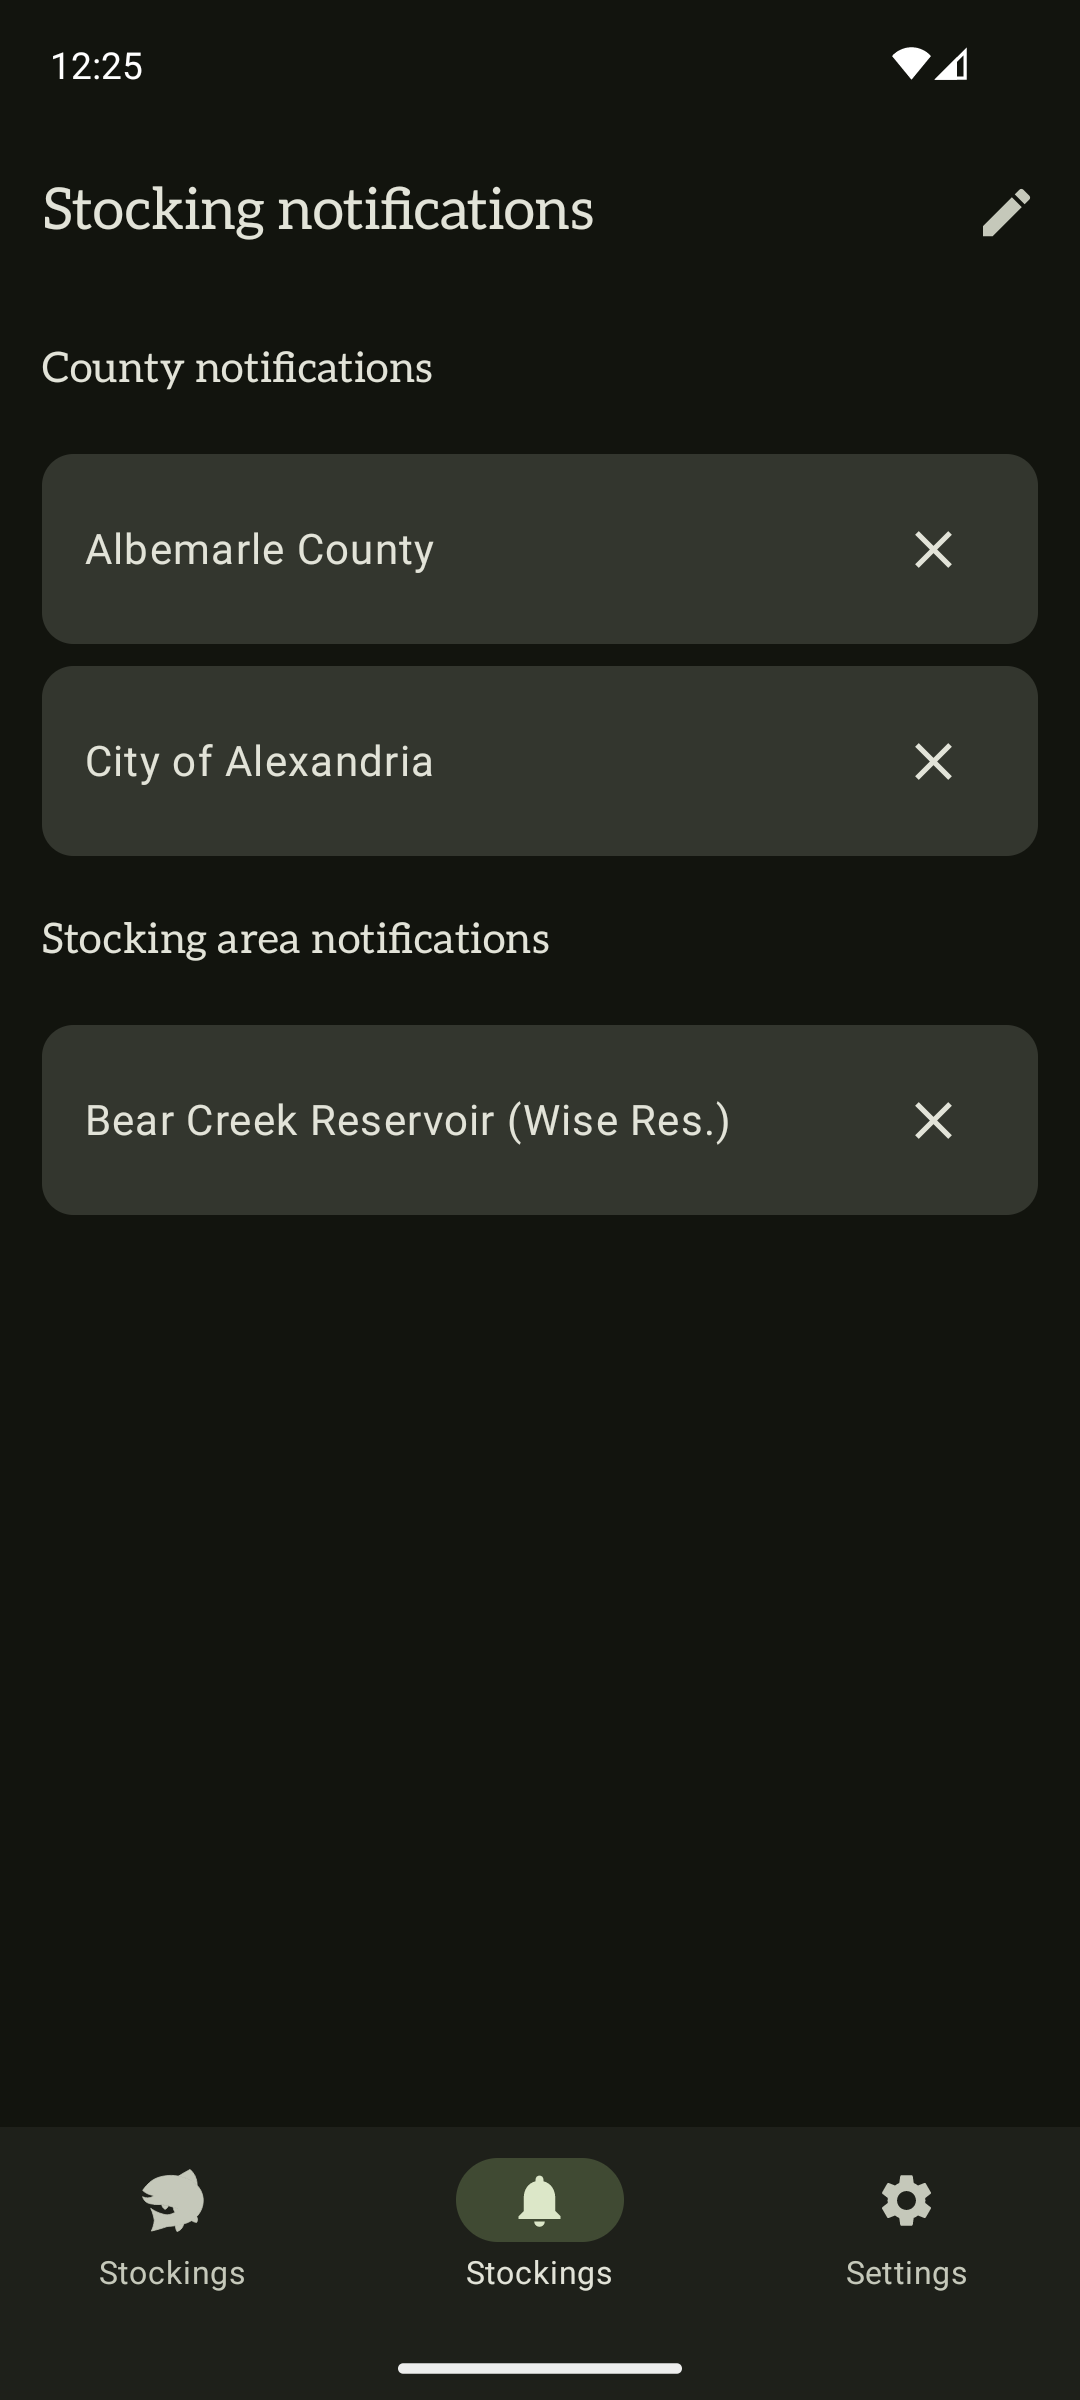 12:25
Stocking notifications
County notifications
Albemarle County
City of Alexandria
Stocking area notifications
Bear Creek Reservoir (Wise Res.)
Stockings
Stockings
Settings